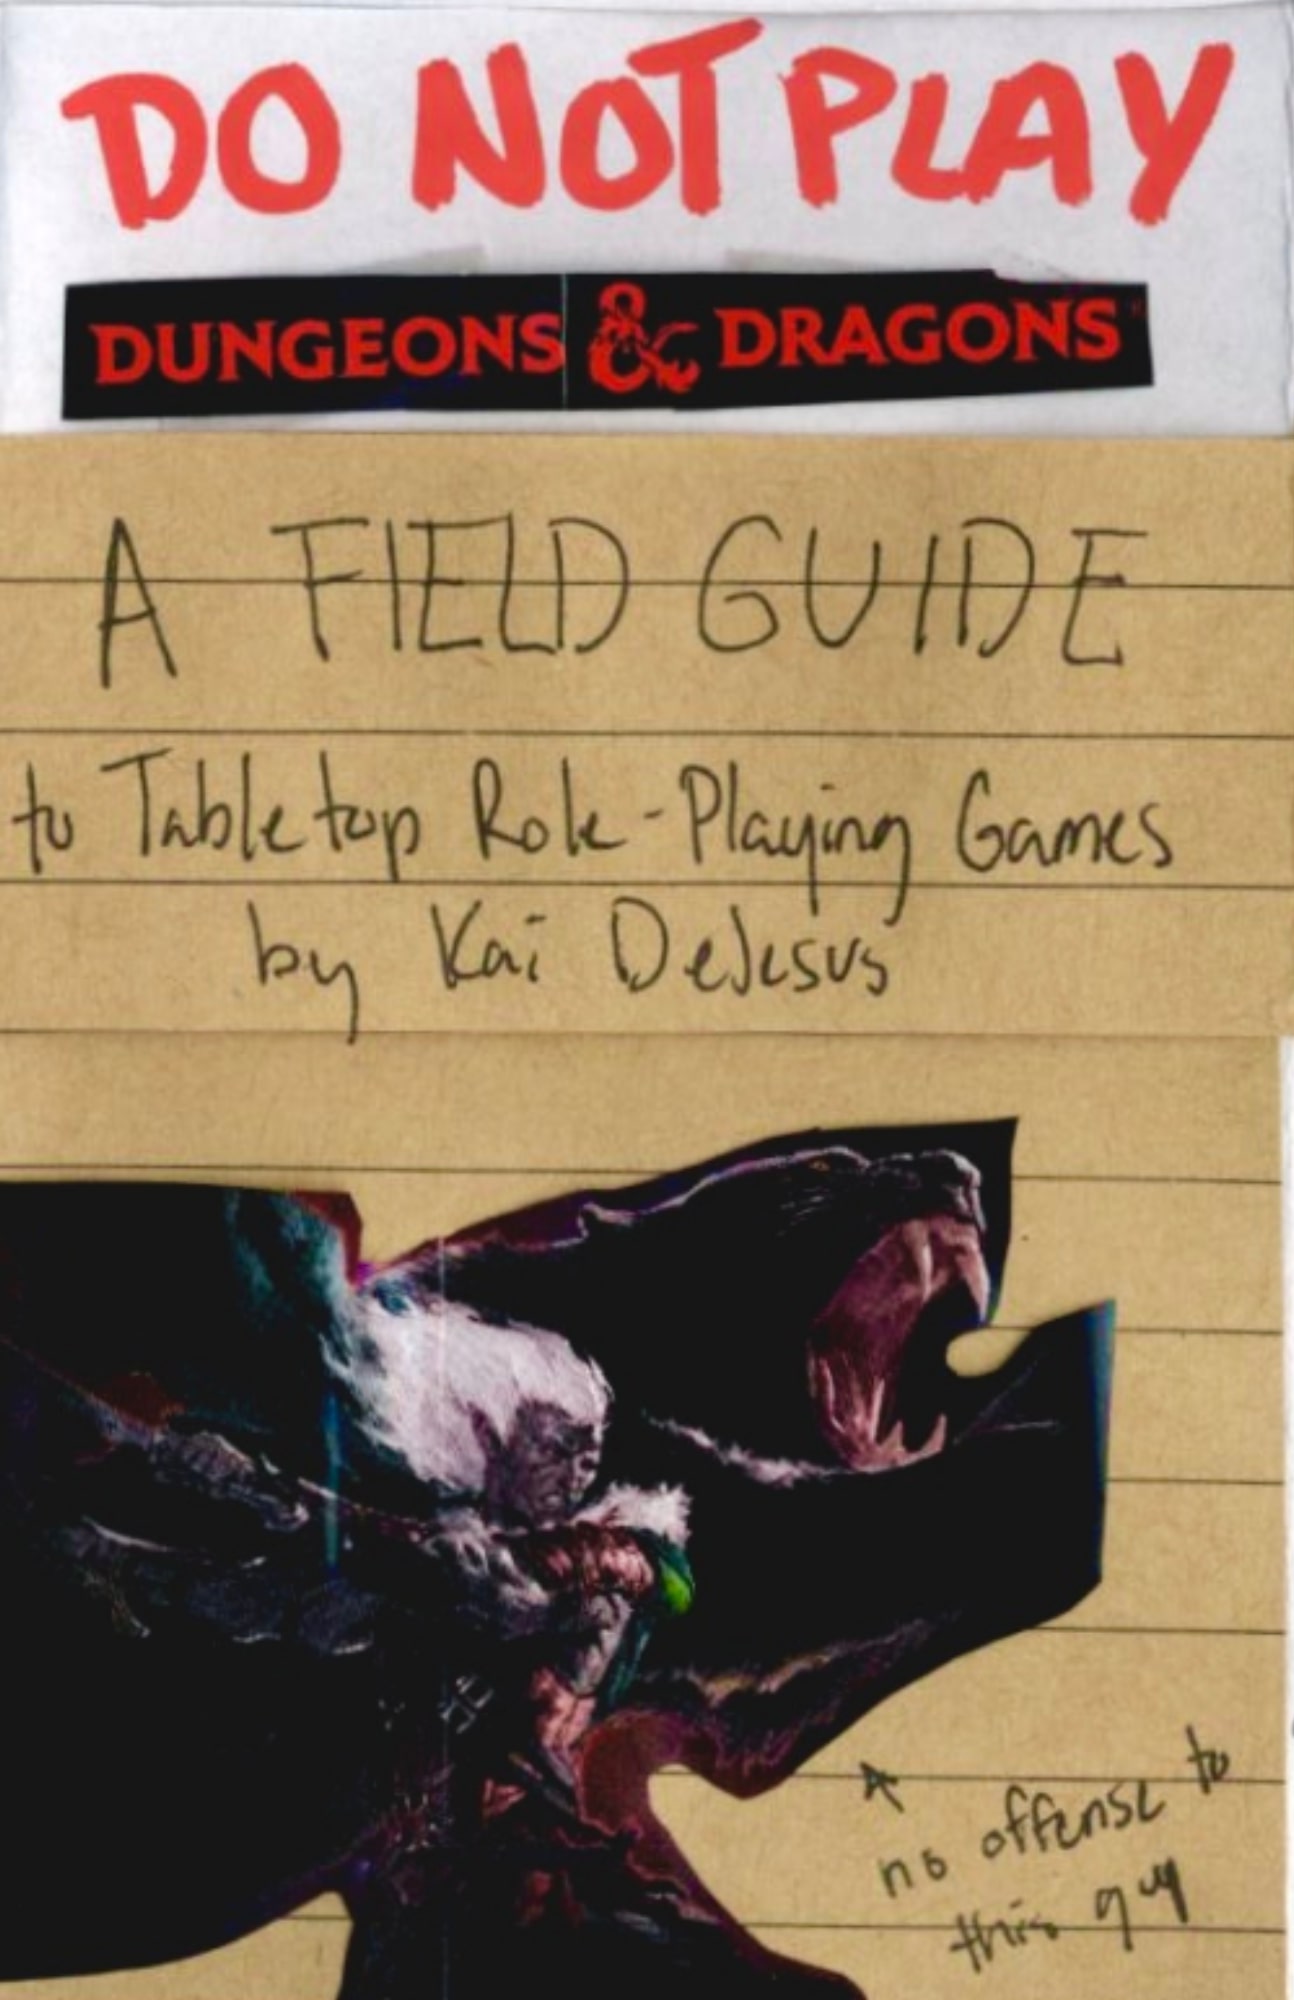 DO NOT PLAY
DUNGEONS & DRAGONS
A FIELD GUIDE
to Tabletop Role-Playing Games
by Kai DeJesus
no offense to
this guy